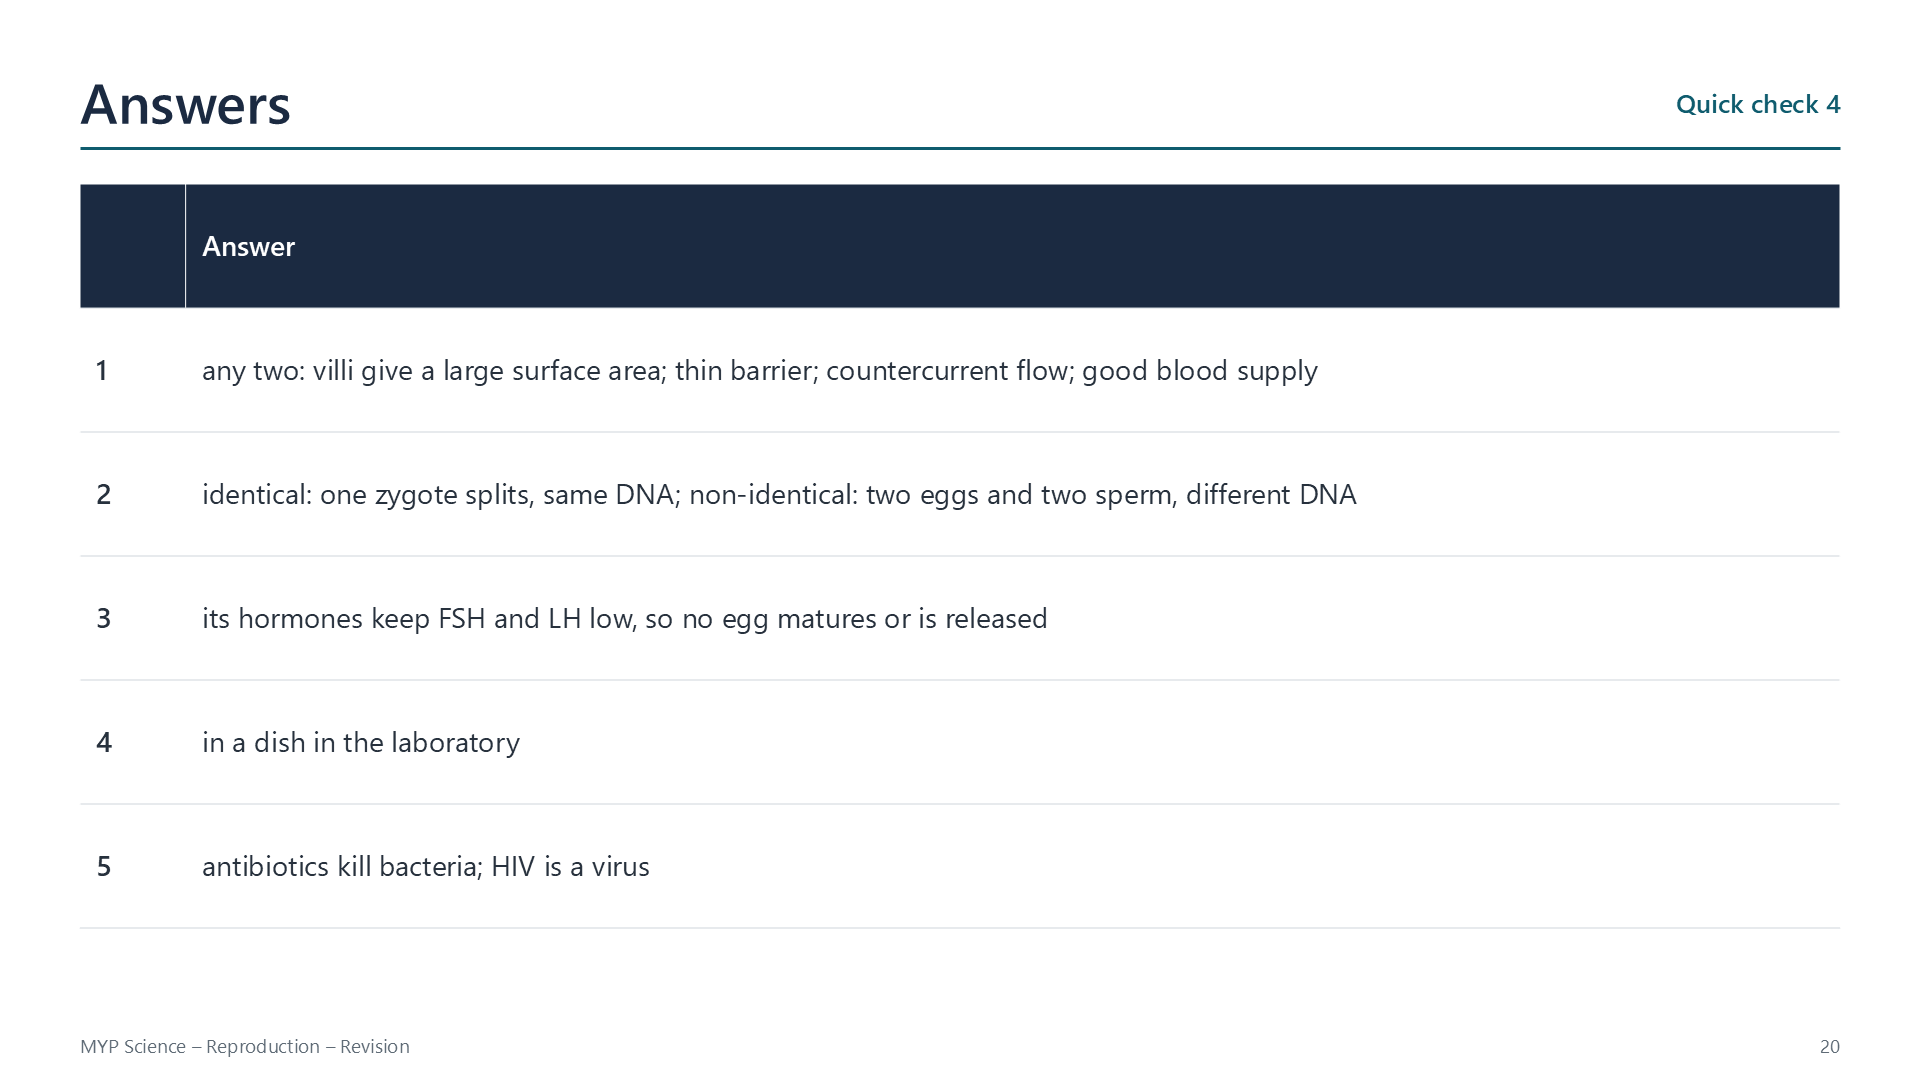 Answers
Quick check 4
Answer
1 any two: villi give a large surface area; thin barrier; countercurrent flow; good blood supply
2 identical: one zygote splits, same DNA; non-identical: two eggs and two sperm, different DNA
3 its hormones keep FSH and LH low, so no egg matures or is released
4 in a dish in the laboratory
5 antibiotics kill bacteria; HIV is a virus
MYP Science – Reproduction – Revision
20